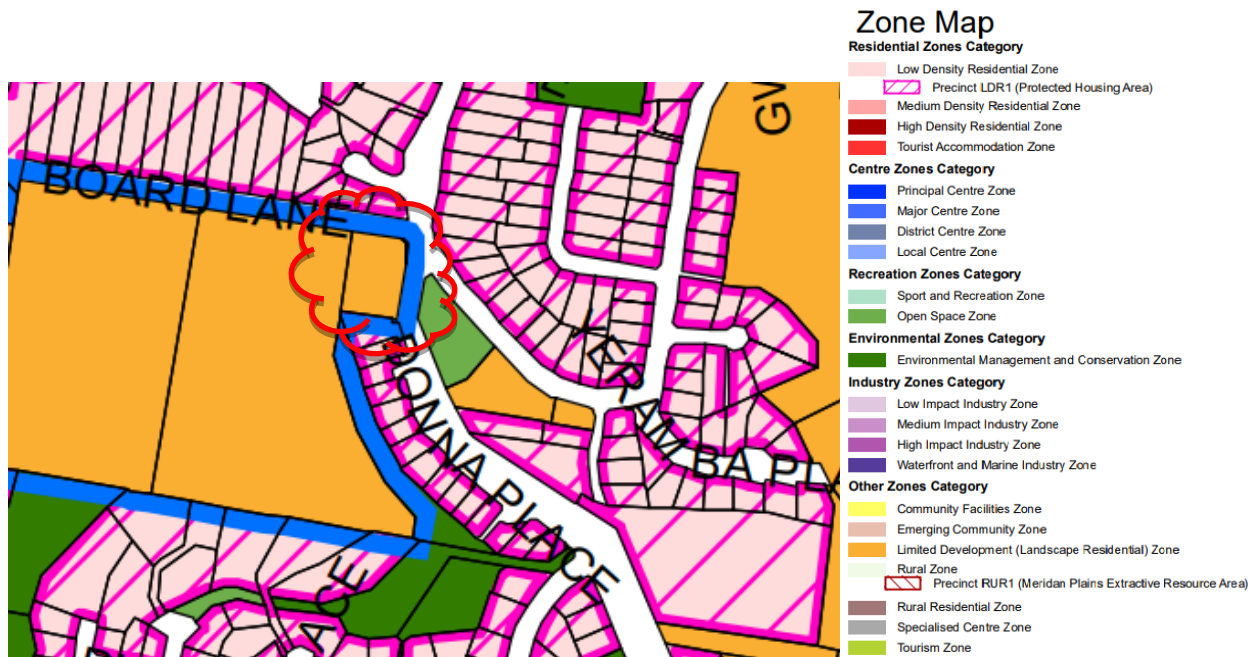 Zone Map
Residential Zones Category
Low Density Residential Zone
Precinct LDR1 (Protected Housing Area)
Medium Density Residential Zone
High Density Residential Zone
Tourist Accommodation Zone
Centre Zones Category
Principal Centre Zone
Major Centre Zone
District Centre Zone
Local Centre Zone
Recreation Zones Category
Sport and Recreation Zone
Open Space Zone
Environmental Zones Category
Environmental Management and Conservation Zone
Industry Zones Category
Low Impact Industry Zone
Medium Impact Industry Zone
High Impact Industry Zone
Waterfront and Marine Industry Zone
Other Zones Category
Community Facilities Zone
Emerging Community Zone
Limited Development (Landscape Residential) Zone
Rural Zone
Precinct RUR1 (Meridan Plains Extractive Resource Area)
Rural Residential Zone
Specialised Centre Zone
Tourism Zone
BOARD LANE
DOWNA PLACE
KERAMBA PLA
ACE
GW